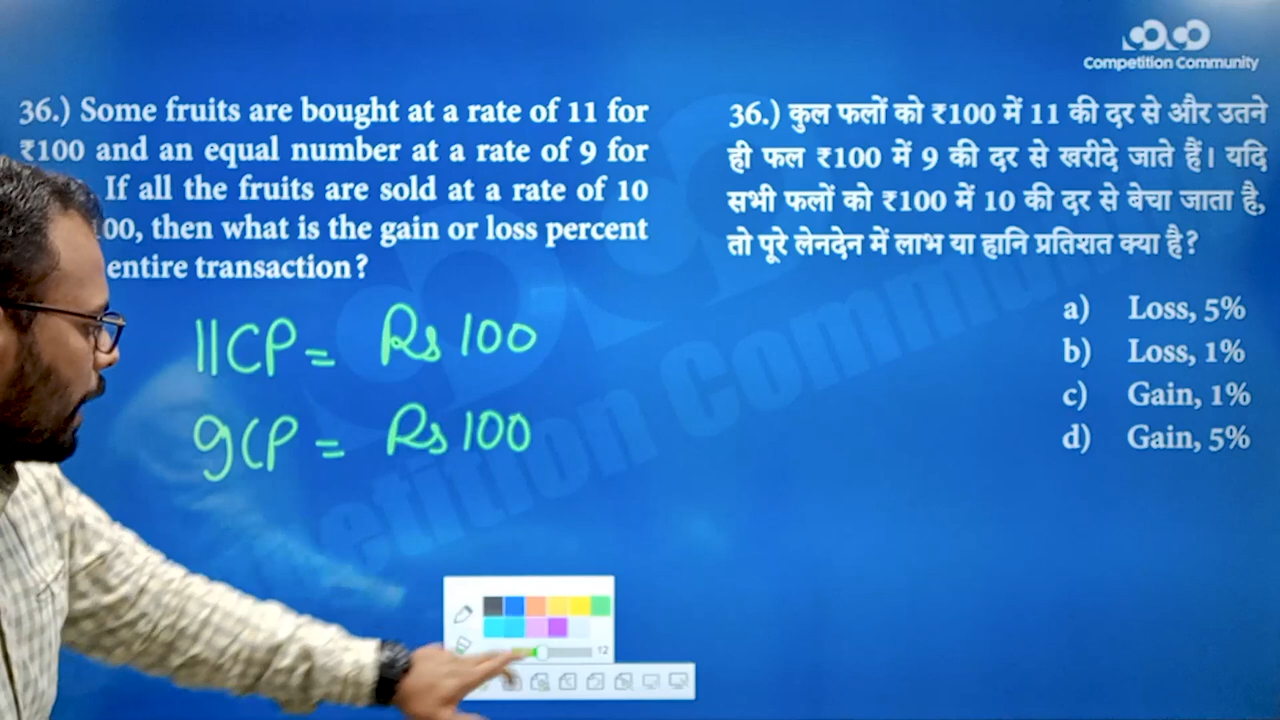 Competition Community
36.) Some fruits are bought at a rate of 11 for
₹100 and an equal number at a rate of 9 for
If all the fruits are sold at a rate of 10
00, then what is the gain or loss percent
entire transaction?
36.) कुल फलों को ₹100 में 11 की दर से और उतने
ही फल ₹100 में 9 की दर से खरीदे जाते हैं। यदि
सभी फलों को ₹100 में 10 की दर से बेचा जाता है,
तो पूरे लेनदेन में लाभ या हानि प्रतिशत क्या है?
a) Loss, 5%
b) Loss, 1%
c) Gain, 1%
d) Gain, 5%
11CP = Rs 100
9CP = Rs 100
12